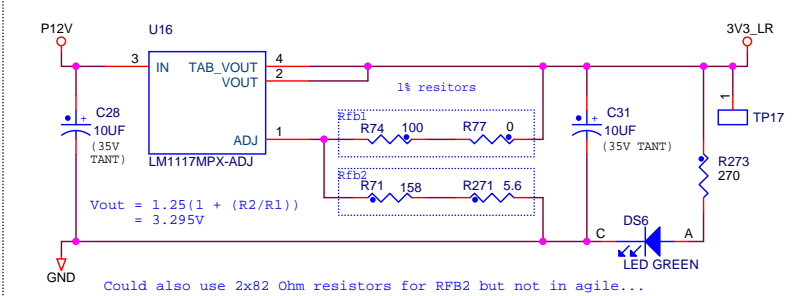 P12V
U16
3V3_LR
3
IN
TAB_VOUT
4
VOUT
2
1% resitors
1
TP17
C28
10UF
(35V
TANT)
ADJ
1
LM1117MPX-ADJ
Rfb1
R74
100
R77
0
C31
10UF
(35V TANT)
Rfb2
R71
158
R271
5.6
R273
270
Vout = 1.25(1 + (R2/R1))
= 3.295V
DS6
C
A
LED GREEN
GND
Could also use 2x82 Ohm resistors for RFB2 but not in agile...